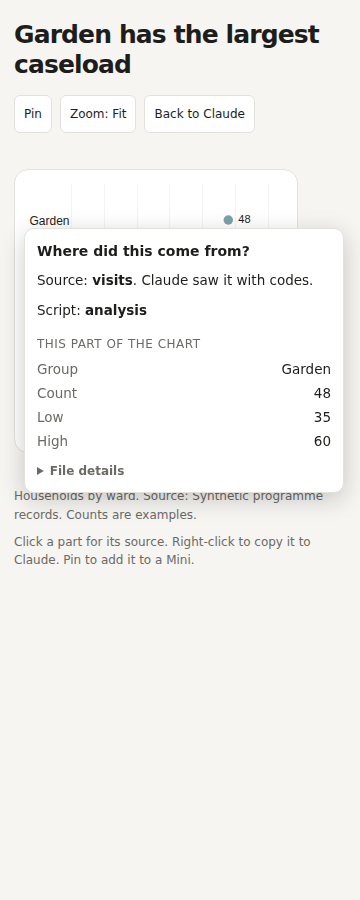 Garden has the largest
caseload
Pin
Zoom: Fit
Back to Claude
Garden
48
Where did this come from?
Source: visits. Claude saw it with codes.
Script: analysis
THIS PART OF THE CHART
Group Garden
Count 48
Low 35
High 60
File details
Households by ward. Source: Synthetic programme
records. Counts are examples.
Click a part for its source. Right-click to copy it to
Claude. Pin to add it to a Mini.